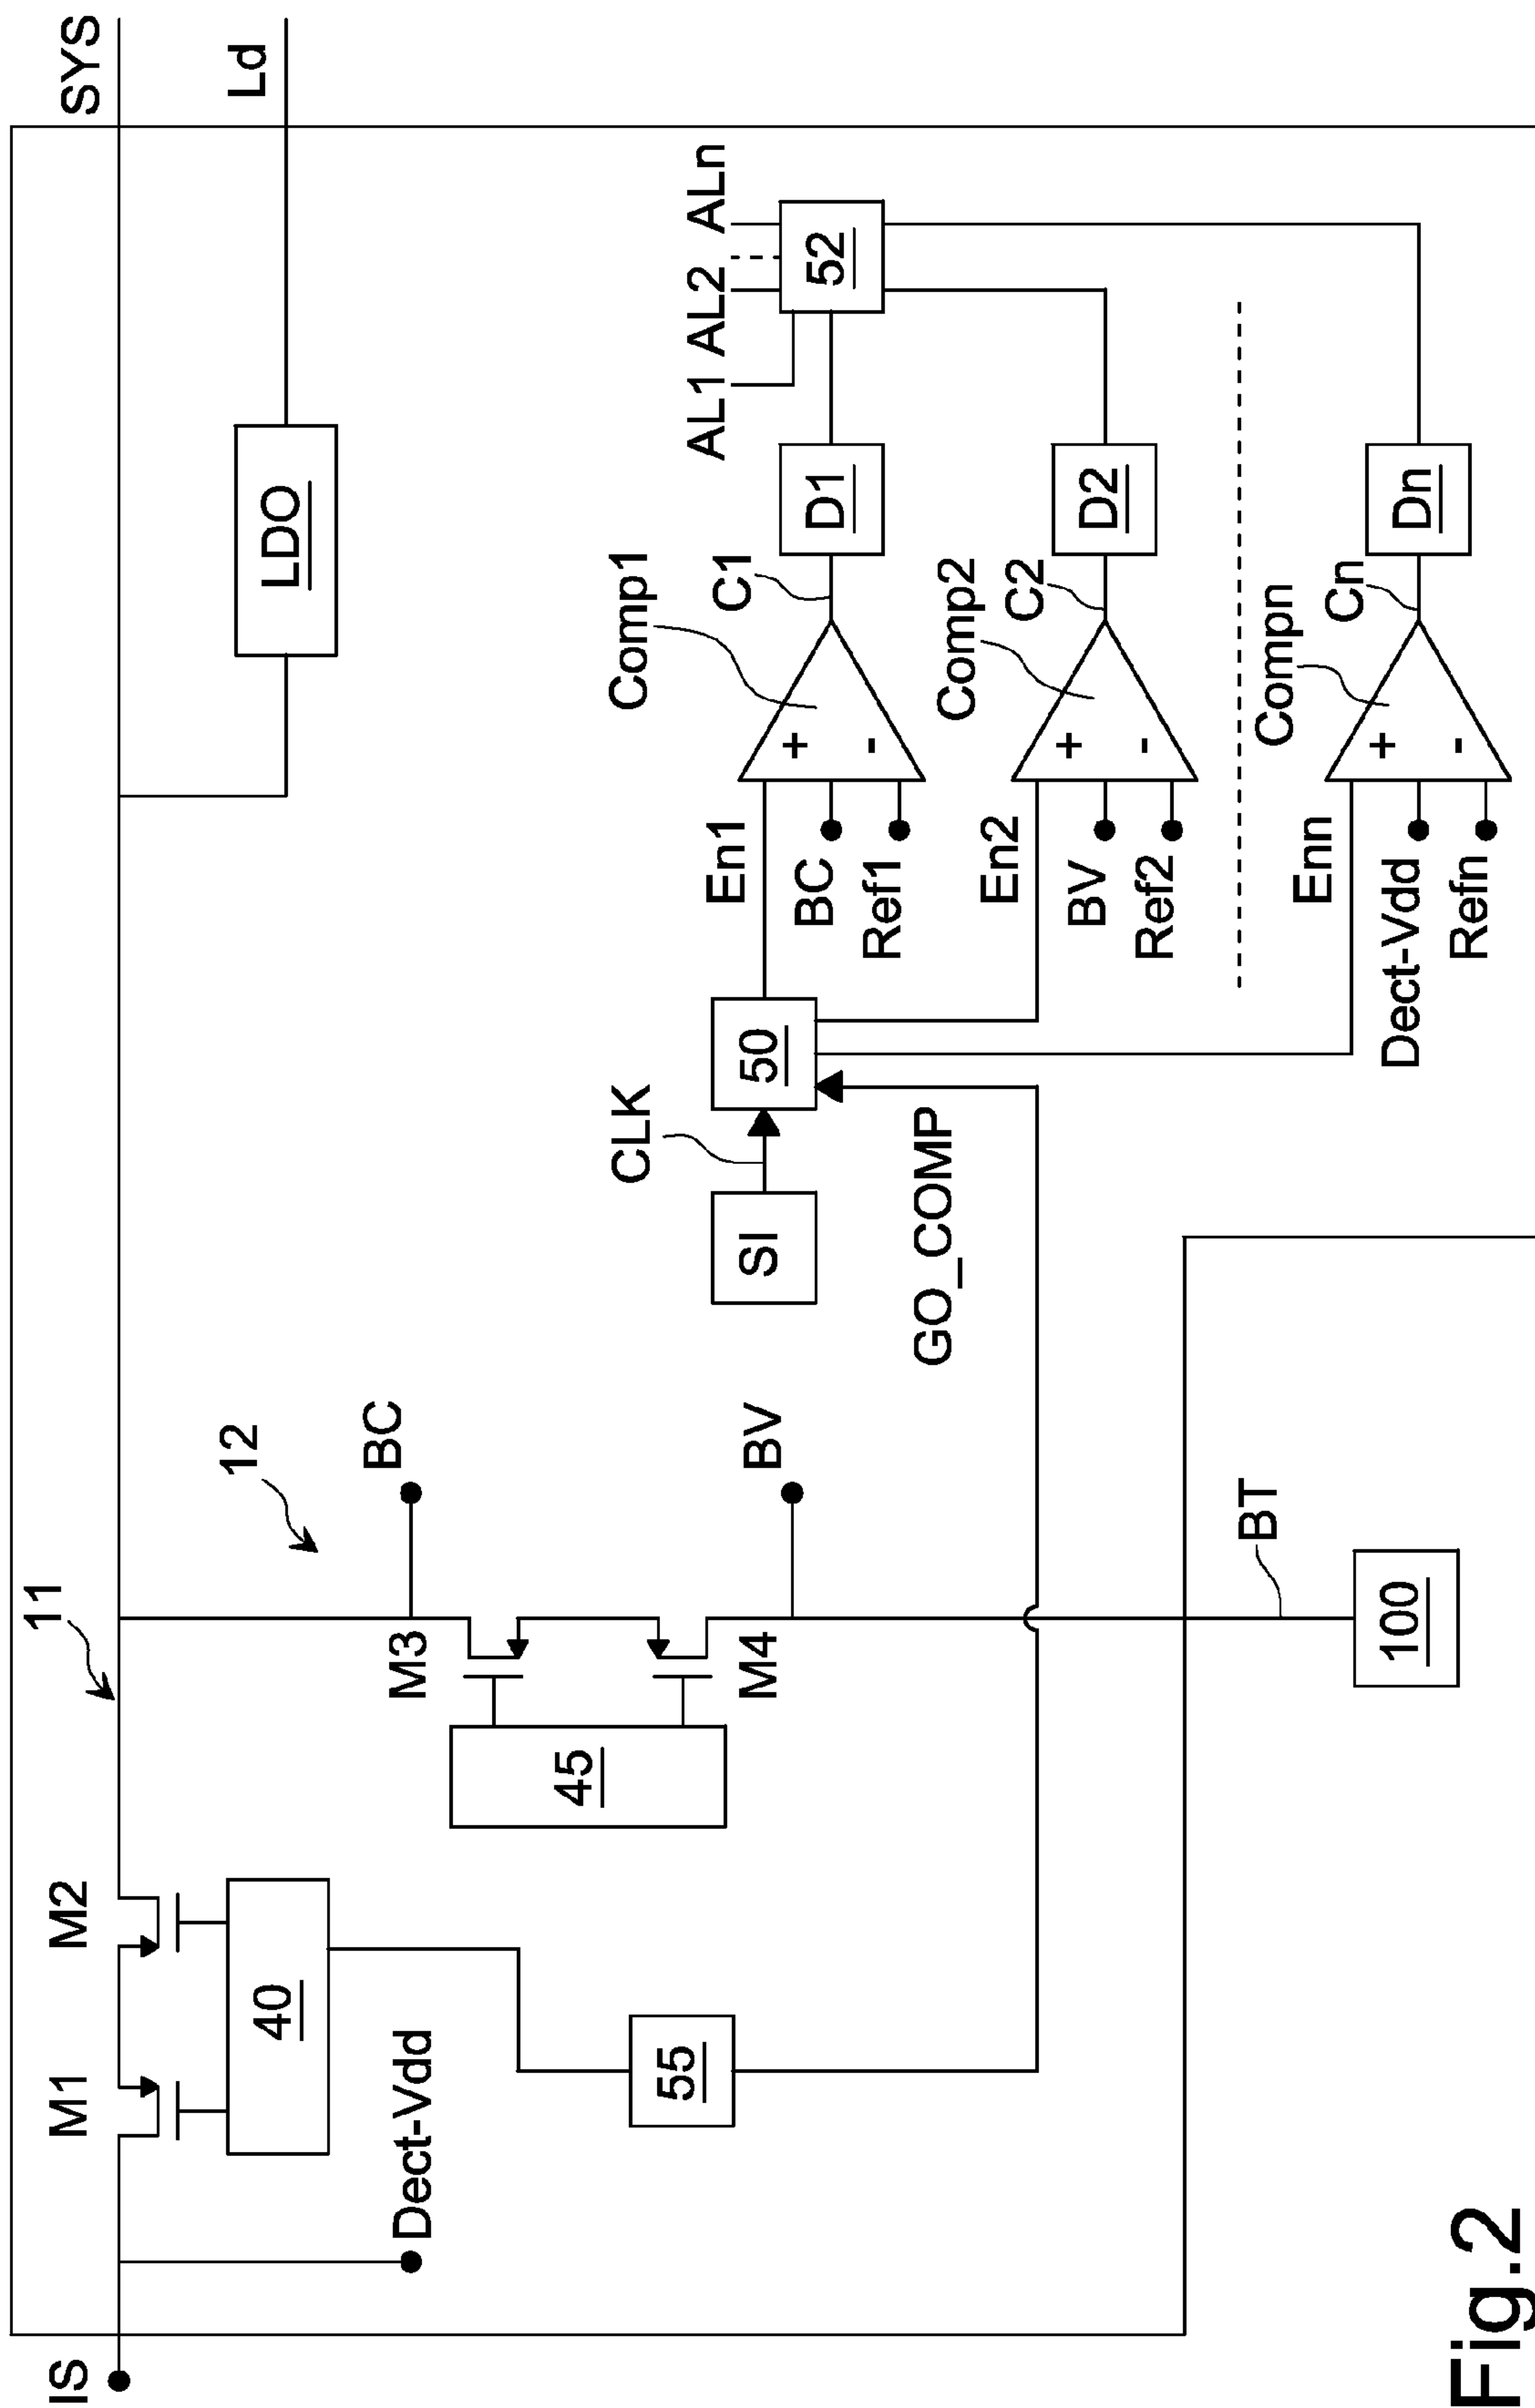 IS
M1
M2
11
SYS
40
Dect-Vdd
12
BC
M3
45
M4
BV
LDO
Ld
55
SI
CLK
50
GO_COMP
En1
BC
Ref1
Comp1
+
-
C1
D1
AL1
AL2
ALn
52
En2
BV
Ref2
Comp2
+
-
C2
D2
Enn
Dect-Vdd
Refn
Compn
+
-
Cn
Dn
BT
100
Fig.2